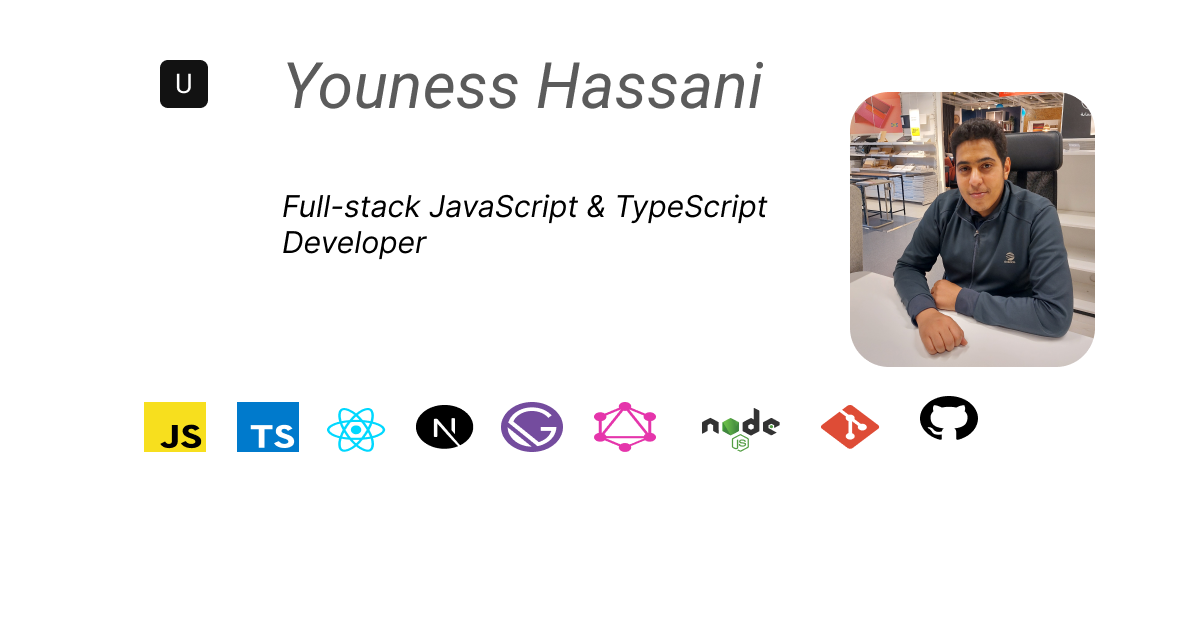 U
Youness Hassani
Full-stack JavaScript & TypeScript
Developer
JS
TS
N
node
JS